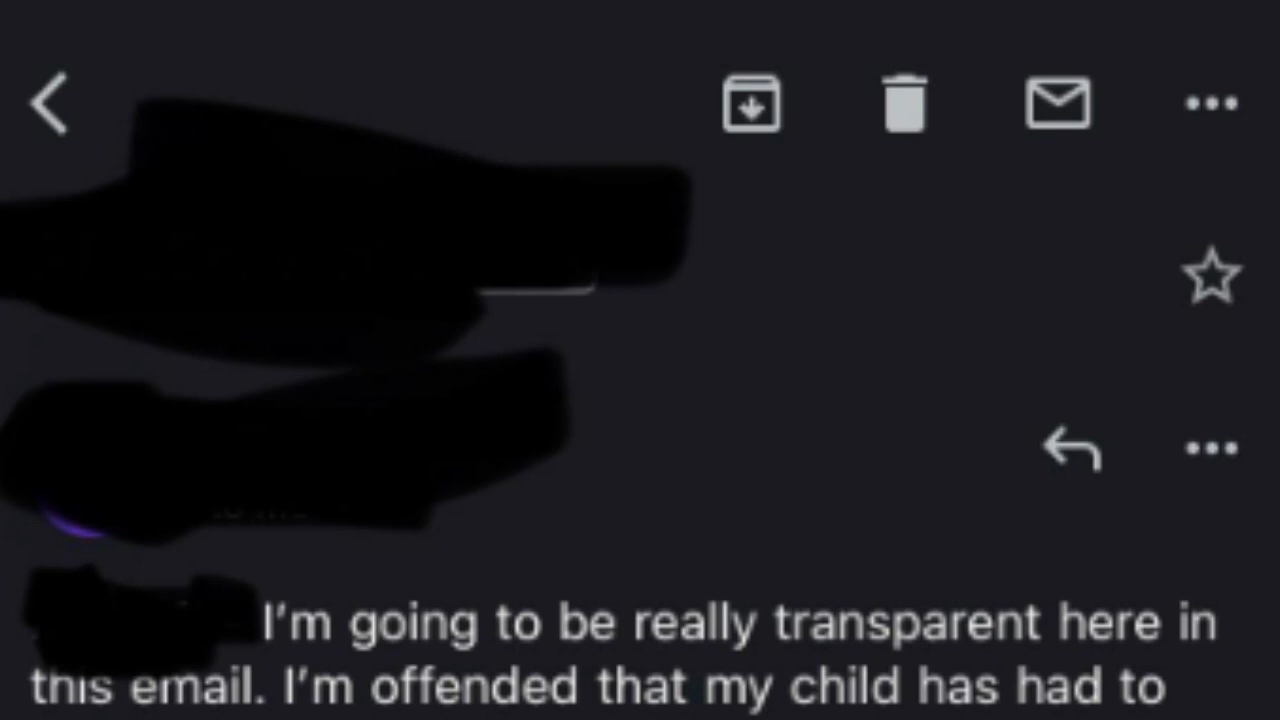 I'm going to be really transparent here in
this email. I'm offended that my child has had to